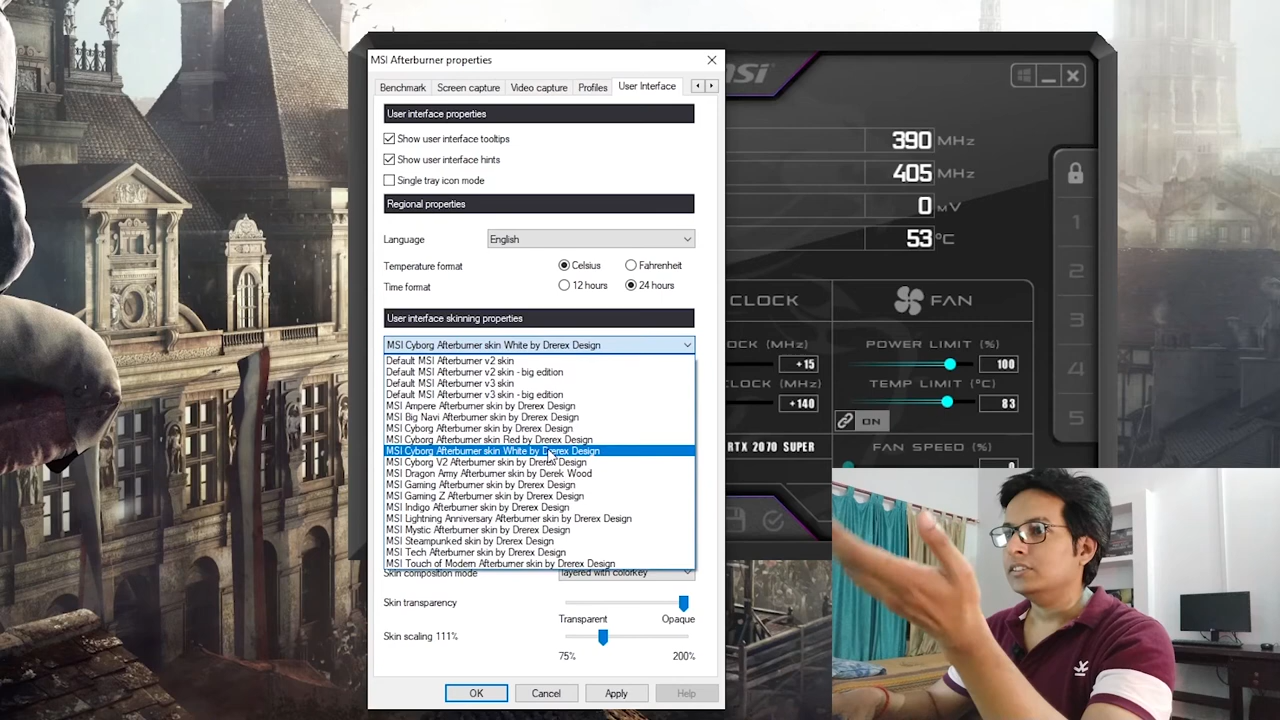 MSI Afterburner properties
Benchmark Screen capture Video capture Profiles User Interface
User interface properties
Show user interface tooltips
Show user interface hints
Single tray icon mode
Regional properties
Language English
Temperature format Celsius Fahrenheit
Time format 12 hours 24 hours
User interface skinning properties
MSI Cyborg Afterburner skin White by Drerex Design
Default MSI Afterburner v2 skin
Default MSI Afterburner v2 skin - big edition
Default MSI Afterburner v3 skin
Default MSI Afterburner v3 skin - big edition
MSI Ampere Afterburner skin by Drerex Design
MSI Big Navi Afterburner skin by Drerex Design
MSI Cyborg Afterburner skin by Drerex Design
MSI Cyborg Afterburner skin Red by Drerex Design
MSI Cyborg Afterburner skin White by Drerex Design
MSI Cyborg V2 Afterburner skin by Drerex Design
MSI Dragon Army Afterburner skin by Derek Wood
MSI Gaming Afterburner skin by Drerex Design
MSI Gaming Z Afterburner skin by Drerex Design
MSI Indigo Afterburner skin by Drerex Design
MSI Lightning Anniversary Afterburner skin by Drerex Design
MSI Mystic Afterburner skin by Drerex Design
MSI Steampunked skin by Drerex Design
MSI Tech Afterburner skin by Drerex Design
MSI Touch of Modern Afterburner skin by Drerex Design
Skin composition mode layered with colorkey
Skin transparency
Transparent Opaque
Skin scaling 111%
75% 200%
OK Cancel Apply Help
390 MHz
405 MHz
0 mV
53 °C
1
2
3
4
5
CLOCK FAN
CLOCK (MHz) +15 POWER LIMIT (%) 100
CLOCK (MHz) +140 TEMP LIMIT (°C) 83
ON
RTX 2070 SUPER FAN SPEED (%)